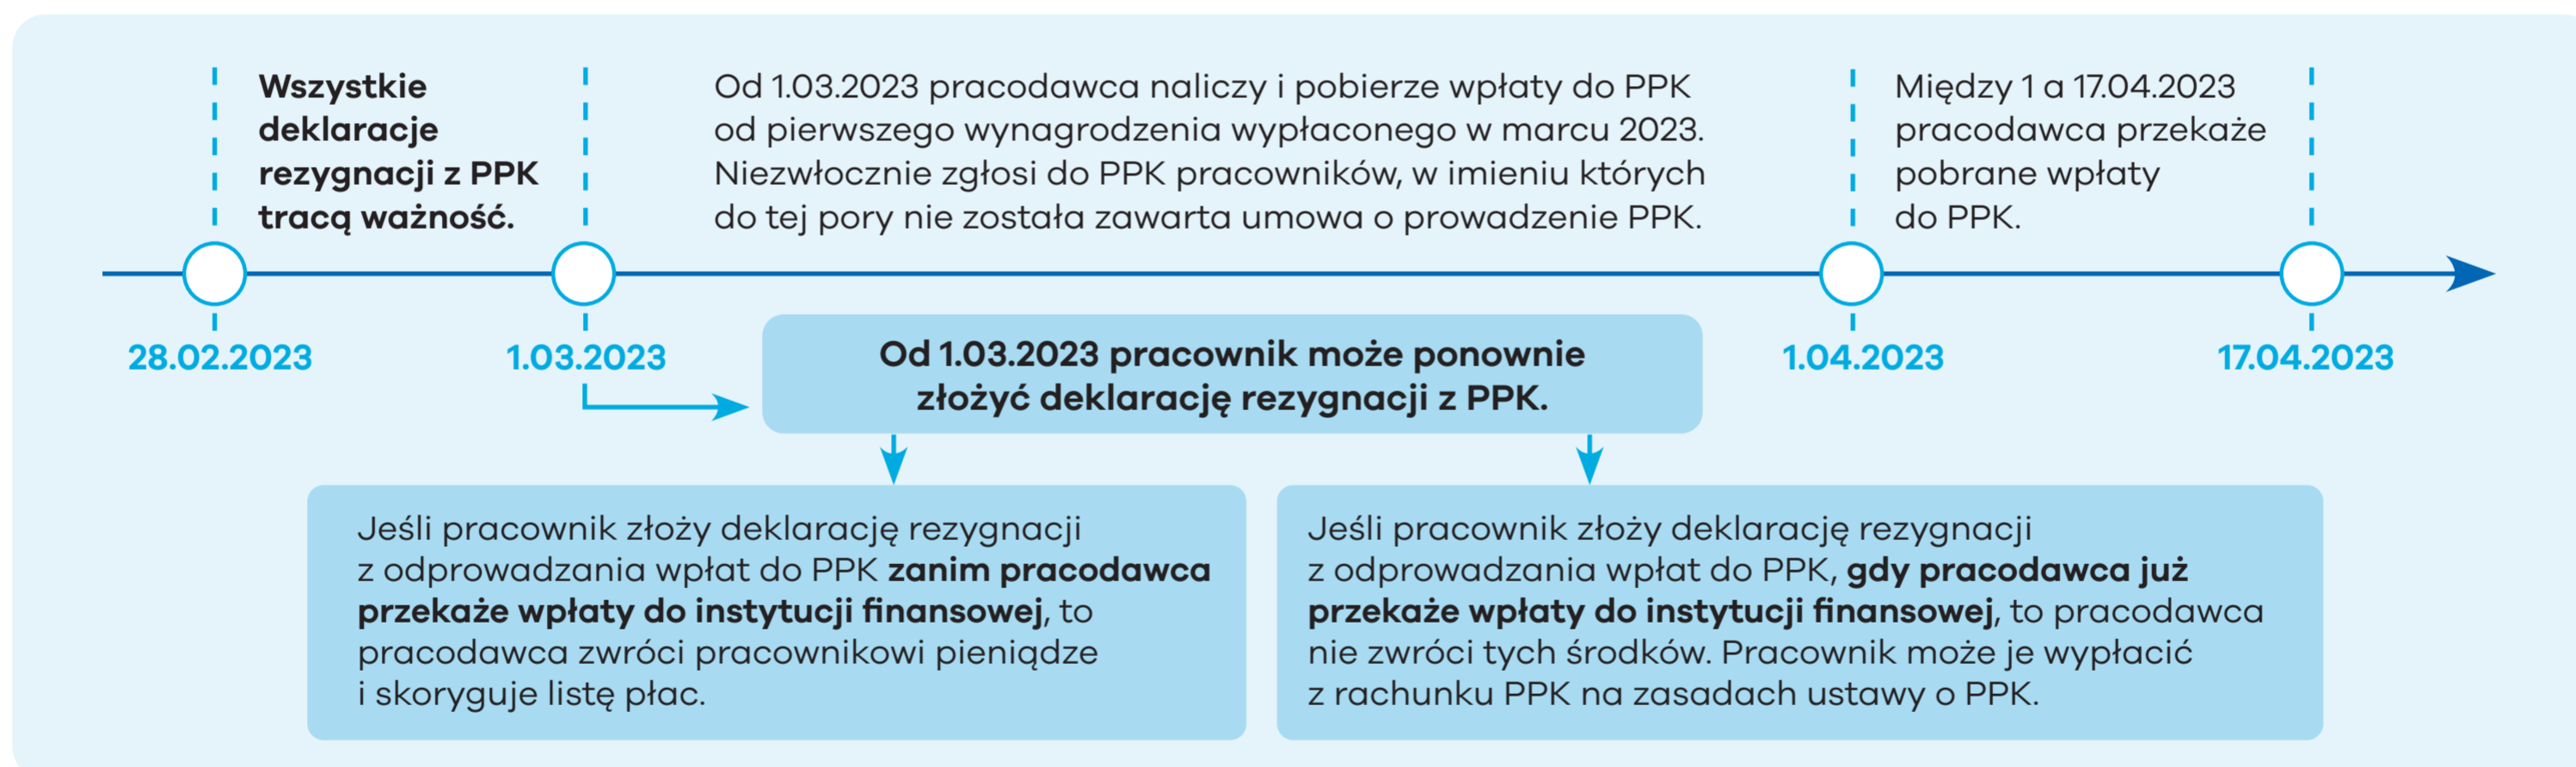 Wszystkie
deklaracje
rezygnacji z PPK
tracą ważność.
Od 1.03.2023 pracodawca naliczy i pobierze wpłaty do PPK
od pierwszego wynagrodzenia wypłaconego w marcu 2023.
Niezwłocznie zgłosi do PPK pracowników, w imieniu których
do tej pory nie została zawarta umowa o prowadzenie PPK.
Między 1 a 17.04.2023
pracodawca przekaże
pobrane wpłaty
do PPK.
28.02.2023
1.03.2023
1.04.2023
17.04.2023
Od 1.03.2023 pracownik może ponownie
złożyć deklarację rezygnacji z PPK.
Jeśli pracownik złoży deklarację rezygnacji
z odprowadzania wpłat do PPK zanim pracodawca
przekaże wpłaty do instytucji finansowej, to
pracodawca zwróci pracownikowi pieniądze
i skoryguje listę płac.
Jeśli pracownik złoży deklarację rezygnacji
z odprowadzania wpłat do PPK, gdy pracodawca już
przekaże wpłaty do instytucji finansowej, to pracodawca
nie zwróci tych środków. Pracownik może je wypłacić
z rachunku PPK na zasadach ustawy o PPK.